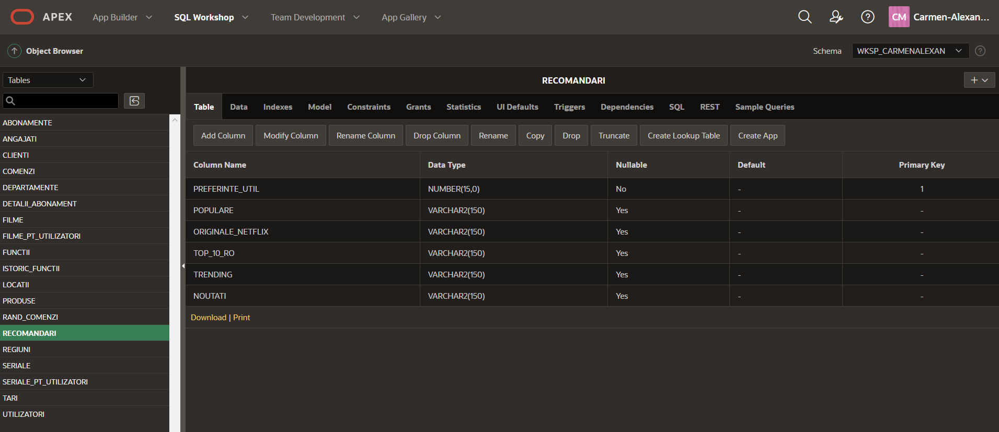 APEX App Builder SQL Workshop Team Development App Gallery CM Carmen-Alexan...
Object Browser Schema WKSP_CARMENALEXAN
Tables
ABONAMENTE
ANGAJATI
CLIENTI
COMENZI
DEPARTAMENTE
DETALII_ABONAMENT
FILME
FILME_PT_UTILIZATORI
FUNCTII
ISTORIC_FUNCTII
LOCATII
PRODUSE
RAND_COMENZI
RECOMANDARI
REGIUNI
SERIALE
SERIALE_PT_UTILIZATORI
TARI
UTILIZATORI
RECOMANDARI
Table Data Indexes Model Constraints Grants Statistics UI Defaults Triggers Dependencies SQL REST Sample Queries
Add Column Modify Column Rename Column Drop Column Rename Copy Drop Truncate Create Lookup Table Create App
Column Name Data Type Nullable Default Primary Key
PREFERINTE_UTIL NUMBER(15,0) No - 1
POPULARE VARCHAR2(150) Yes - -
ORIGINALE_NETFLIX VARCHAR2(150) Yes - -
TOP_10_RO VARCHAR2(150) Yes - -
TRENDING VARCHAR2(150) Yes - -
NOUTATI VARCHAR2(150) Yes - -
Download | Print